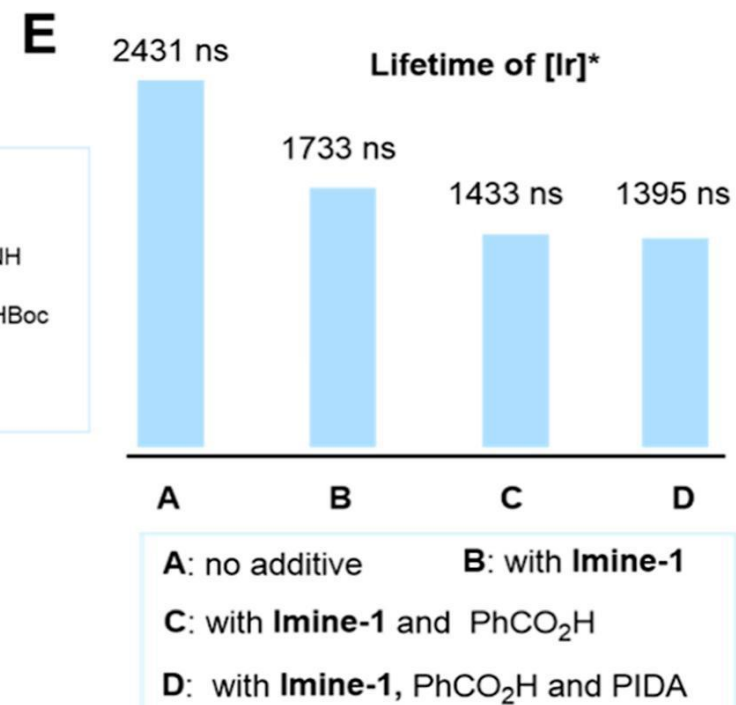 E
2431 ns
Lifetime of [Ir]*
1733 ns
1433 ns
1395 ns
HBoc
A
B
C
D
A: no additive
B: with Imine-1
C: with Imine-1 and PhCO₂H
D: with Imine-1, PhCO₂H and PIDA